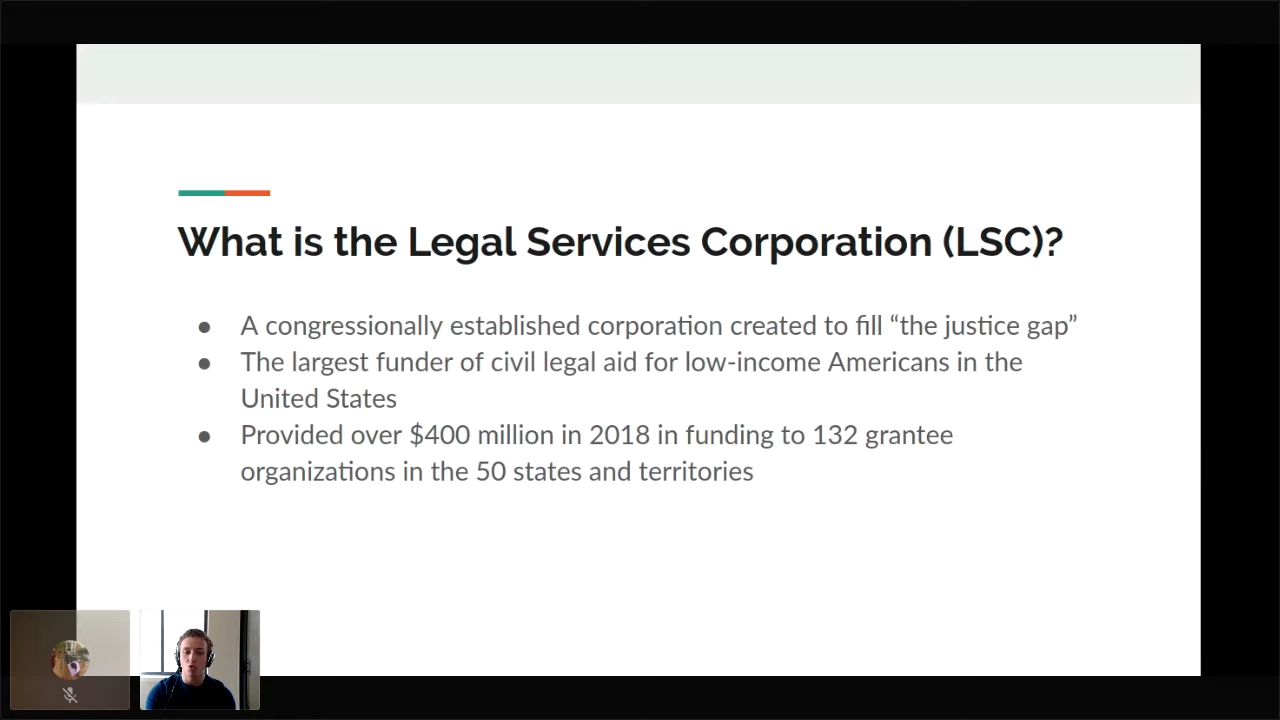 What is the Legal Services Corporation (LSC)?
● A congressionally established corporation created to fill “the justice gap”
● The largest funder of civil legal aid for low-income Americans in the
United States
● Provided over $400 million in 2018 in funding to 132 grantee
organizations in the 50 states and territories